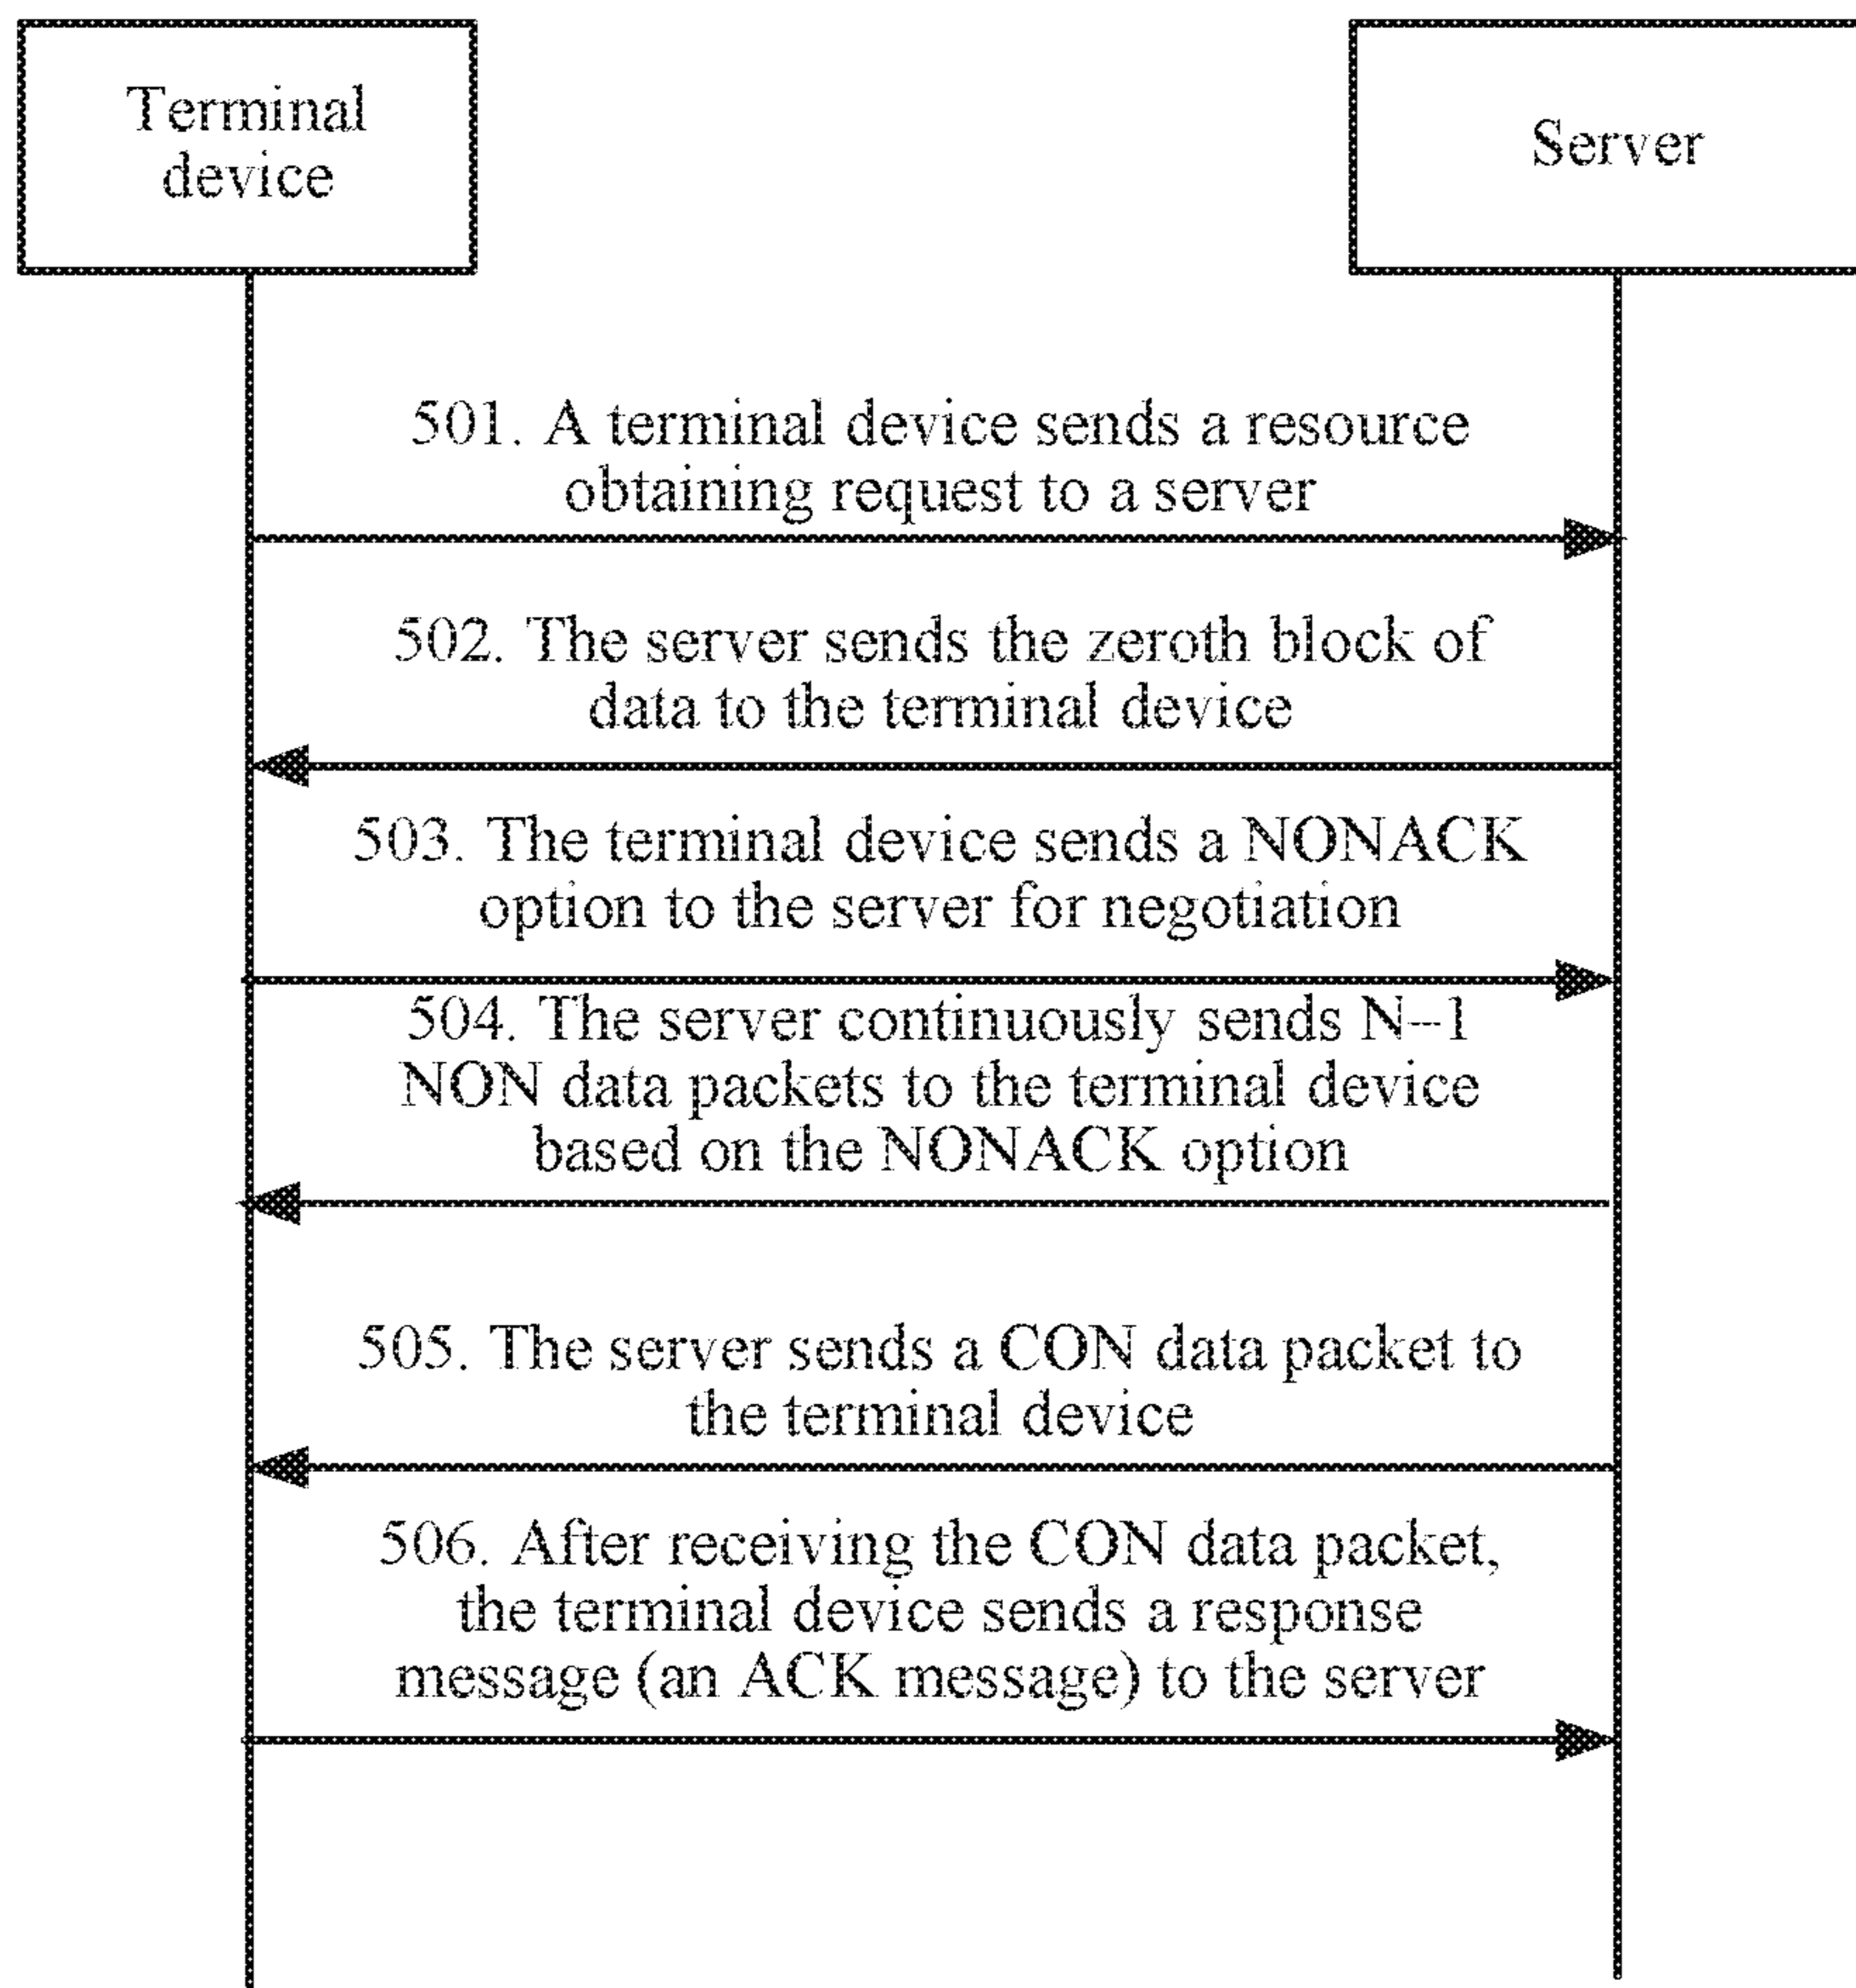 Terminal
device
Server
501. A terminal device sends a resource
obtaining request to a server
502. The server sends the zeroth block of
data to the terminal device
503. The terminal device sends a NONACK
option to the server for negotiation
504. The server continuously sends N–1
NON data packets to the terminal device
based on the NONACK option
505. The server sends a CON data packet to
the terminal device
506. After receiving the CON data packet,
the terminal device sends a response
message (an ACK message) to the server